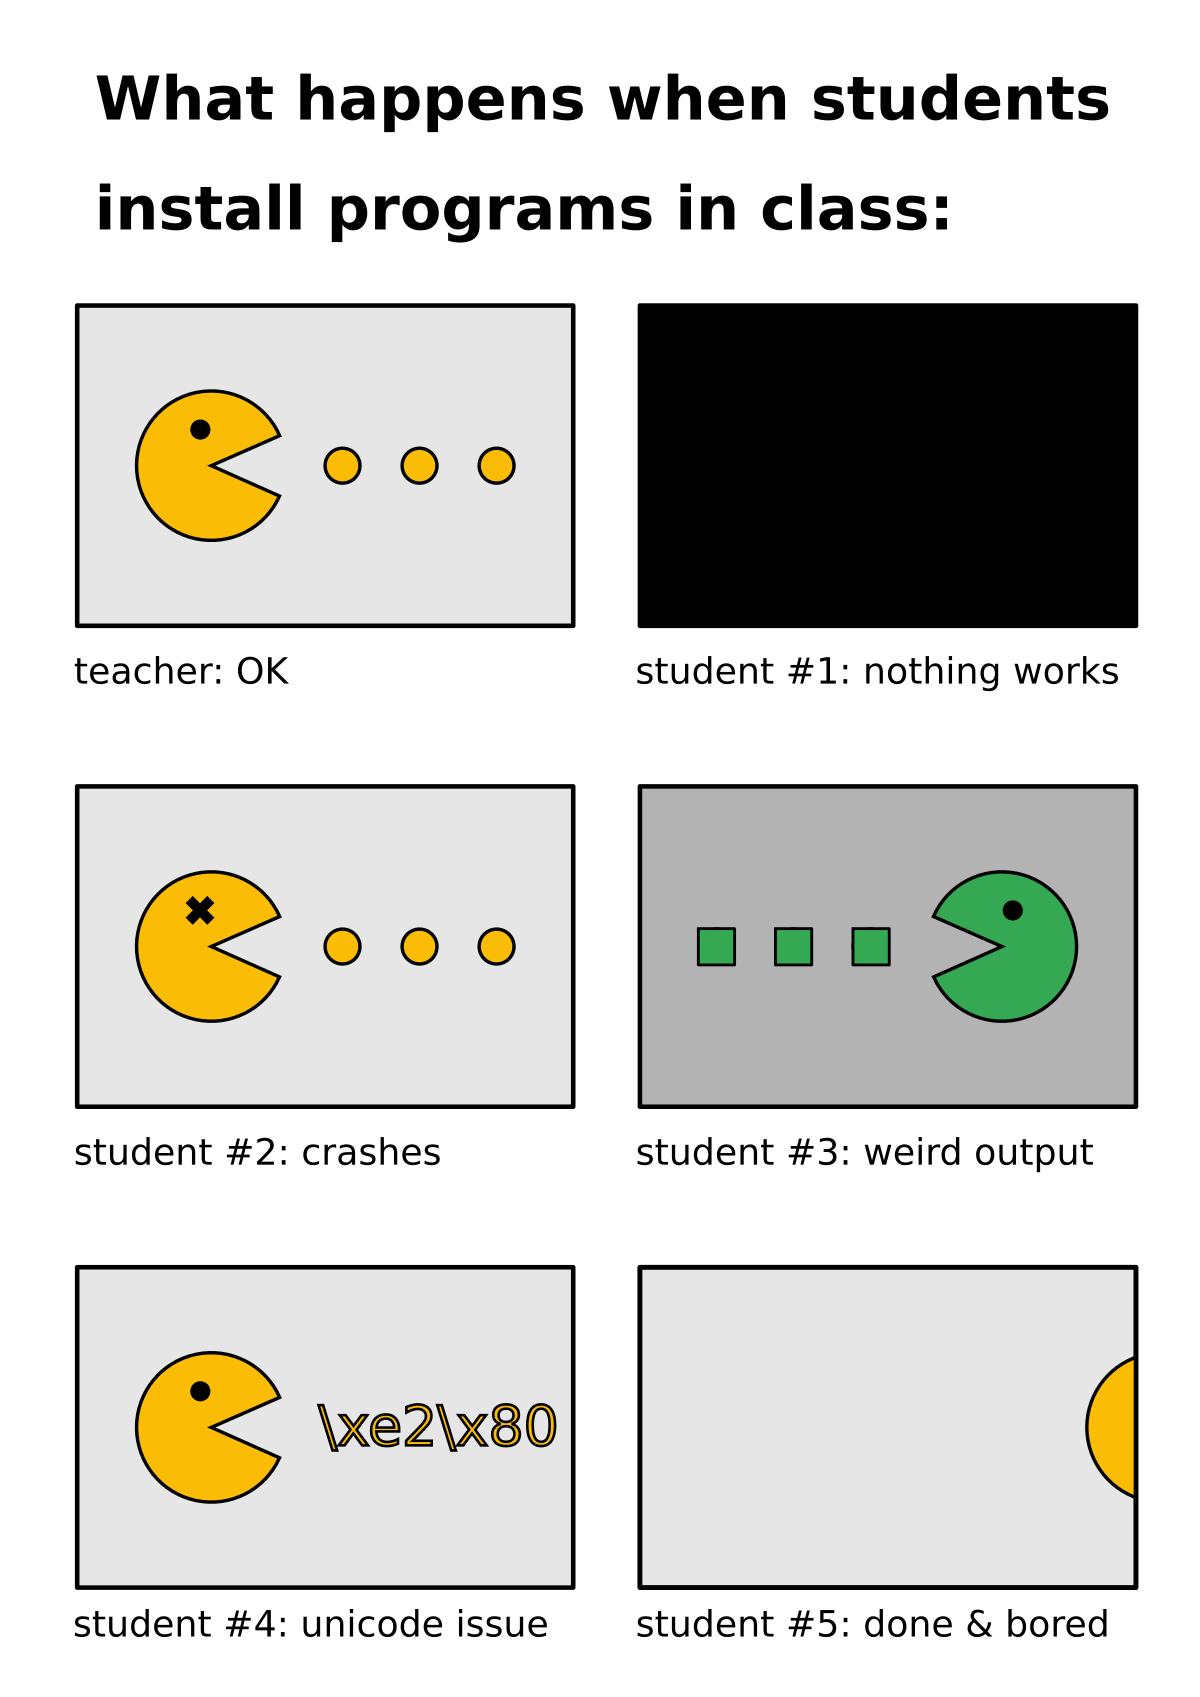 What happens when students
install programs in class:
teacher: OK
student #1: nothing works
student #2: crashes
student #3: weird output
\xe2\x80
student #4: unicode issue
student #5: done & bored